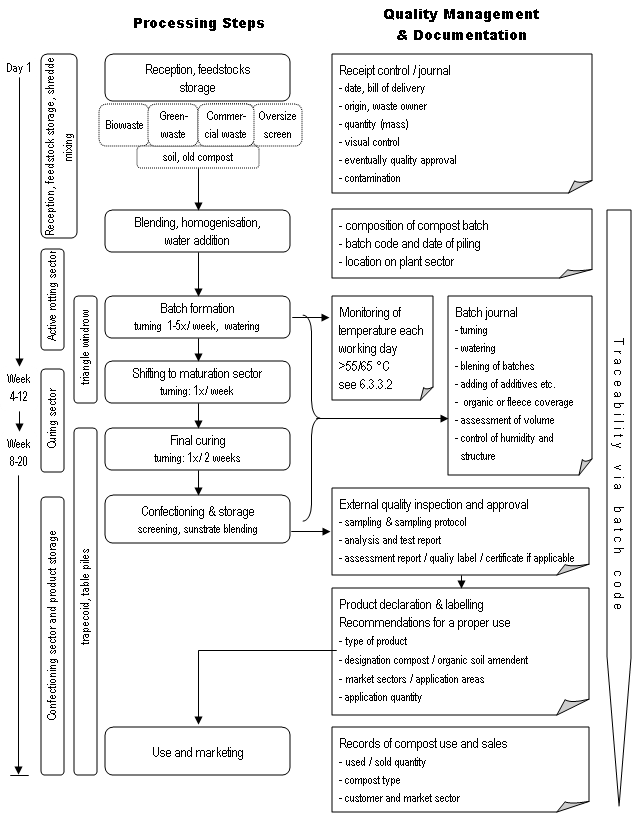 Processing Steps
Quality Management
& Documentation
Day 1
Week
4-12
Week
8-20
Reception, feedstock storage, shredde
mixing
Active rotting sector
Quring sector
Confectioning sector and product storage
triangle windrow
trapecoid, table piles
Reception, feedstocks
storage
Biowaste
Green-
waste
Commer-
cial waste
Oversize
screen
soil, old compost
Blending, homogenisation,
water addition
Batch formation
turning 1-5x/ week, watering
Shifting to maturation sector
turning: 1x/ week
Final curing
turning: 1x/ 2 weeks
Confectioning & storage
screening, sunstrate blending
Use and marketing
Receipt control / journal
- date, bill of delivery
- origin, waste owner
- quantity (mass)
- visual control
- eventually quality approval
- contamination
- composition of compost batch
- batch code and date of piling
- location on plant sector
Monitoring of
temperature each
working day
>55/65 °C
see 6.3.3.2
Batch journal
- turning
- watering
- blening of batches
- adding of additives etc.
- organic or fleece coverage
- assessment of volume
- control of humidity and
structure
External quality inspection and approval
- sampling & sampling protocol
- analysis and test report
- assessment report / qualiy label / certificate if applicable
Product declaration & labelling
Recommendations for a proper use
- type of product
- designation compost / organic soil amendent
- market sectors / application areas
- application quantity
Records of compost use and sales
- used / sold quantity
- compost type
- customer and market sector
Traceability via batch code